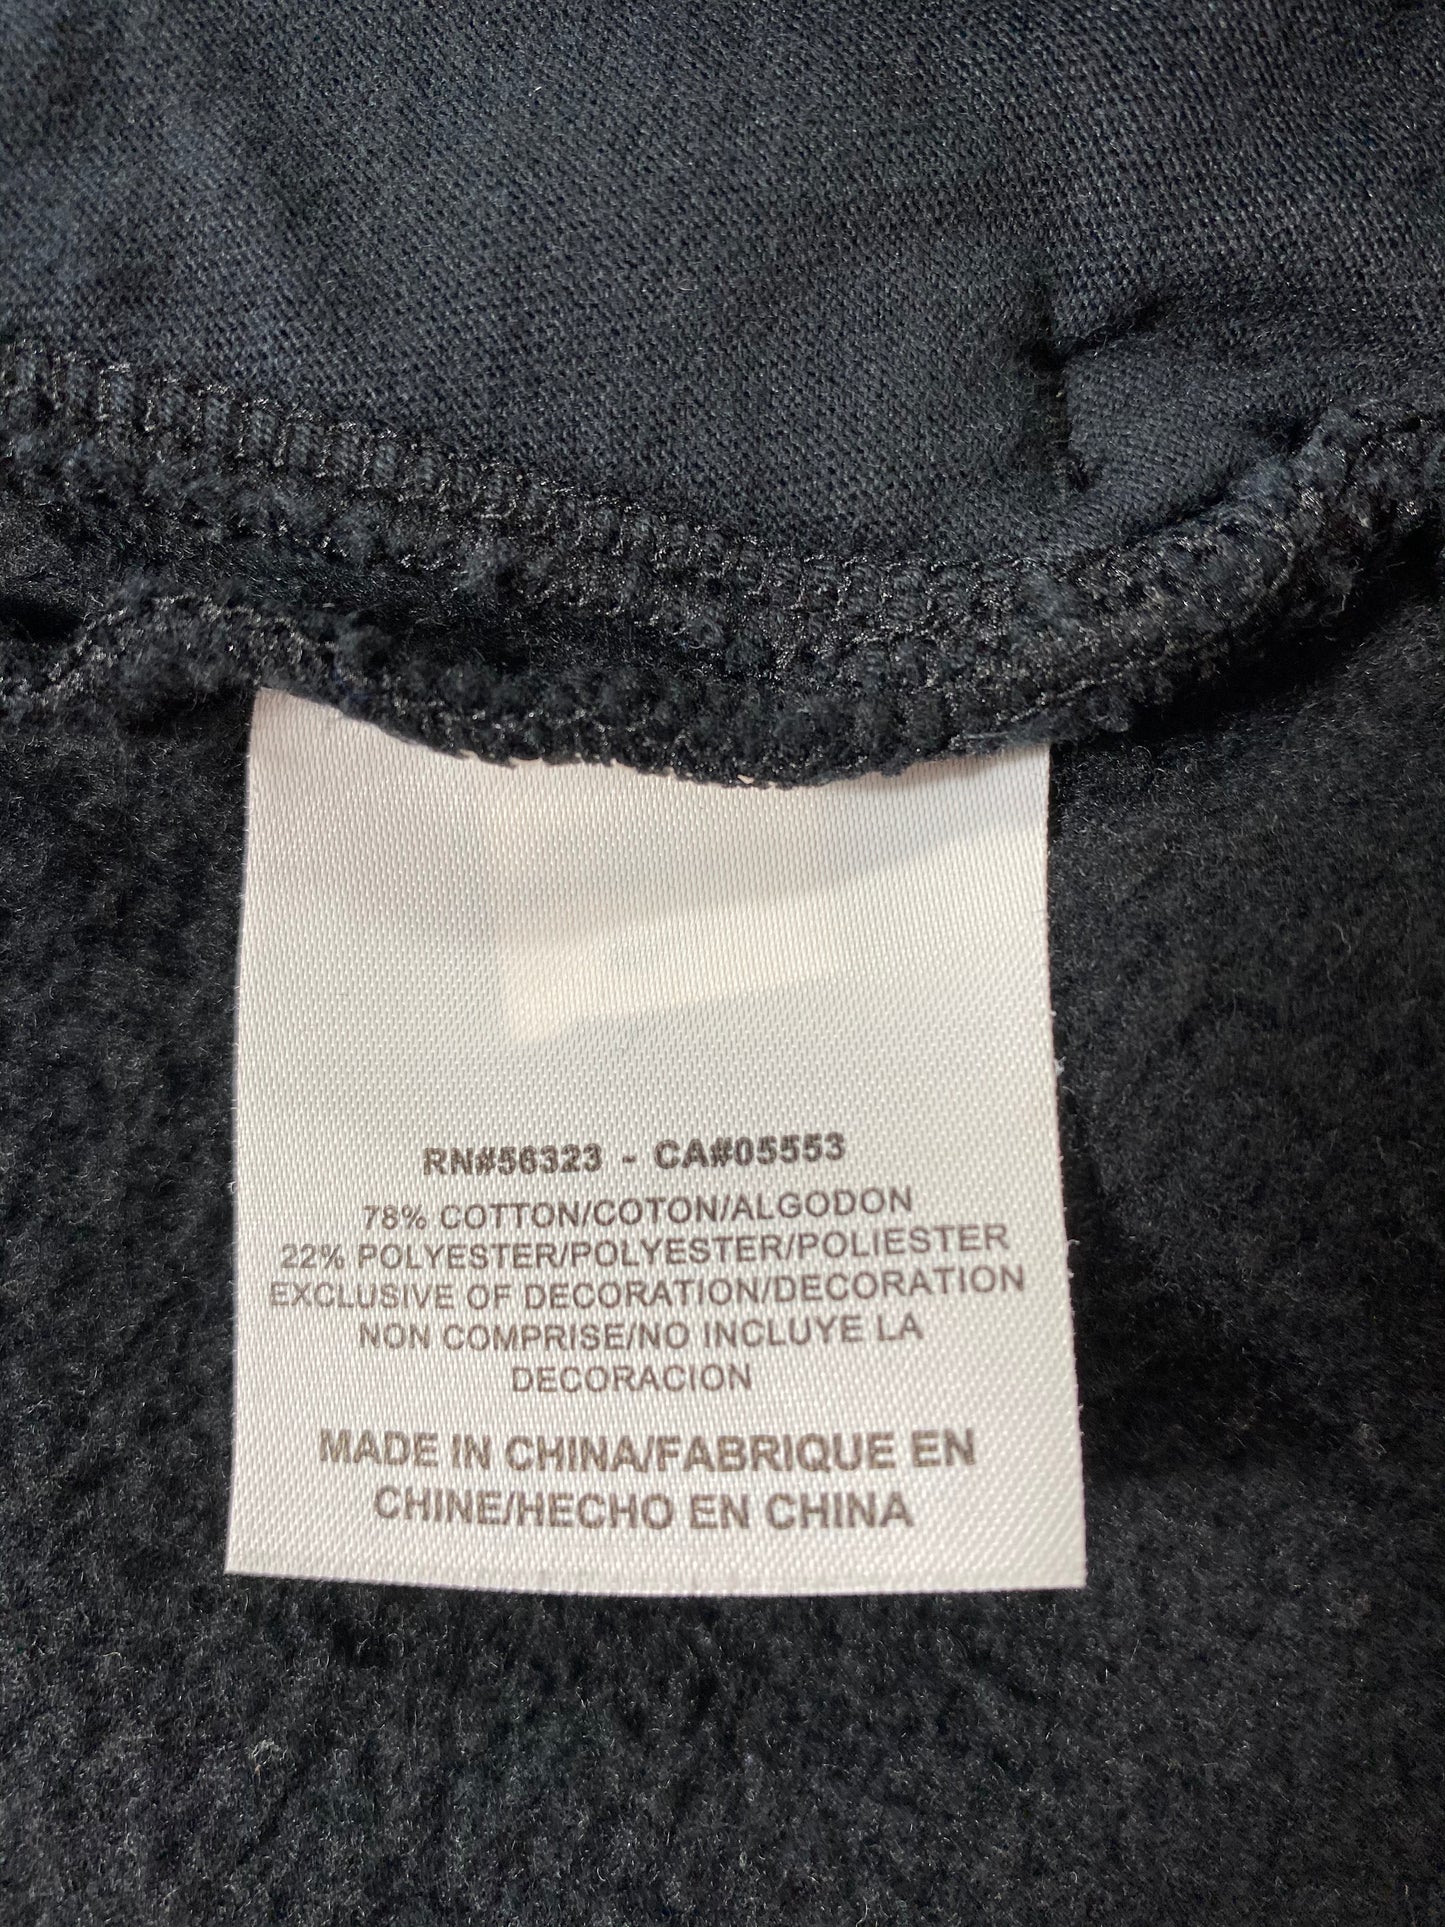 RN#56323 - CA#05553
78% COTTON/COTON/ALGODON
22% POLYESTER/POLYESTER/POLIESTER
EXCLUSIVE OF DECORATION/DECORATION
NON COMPRISE/NO INCLUYE LA
DECORACION
MADE IN CHINA/FABRIQUE EN
CHINE/HECHO EN CHINA